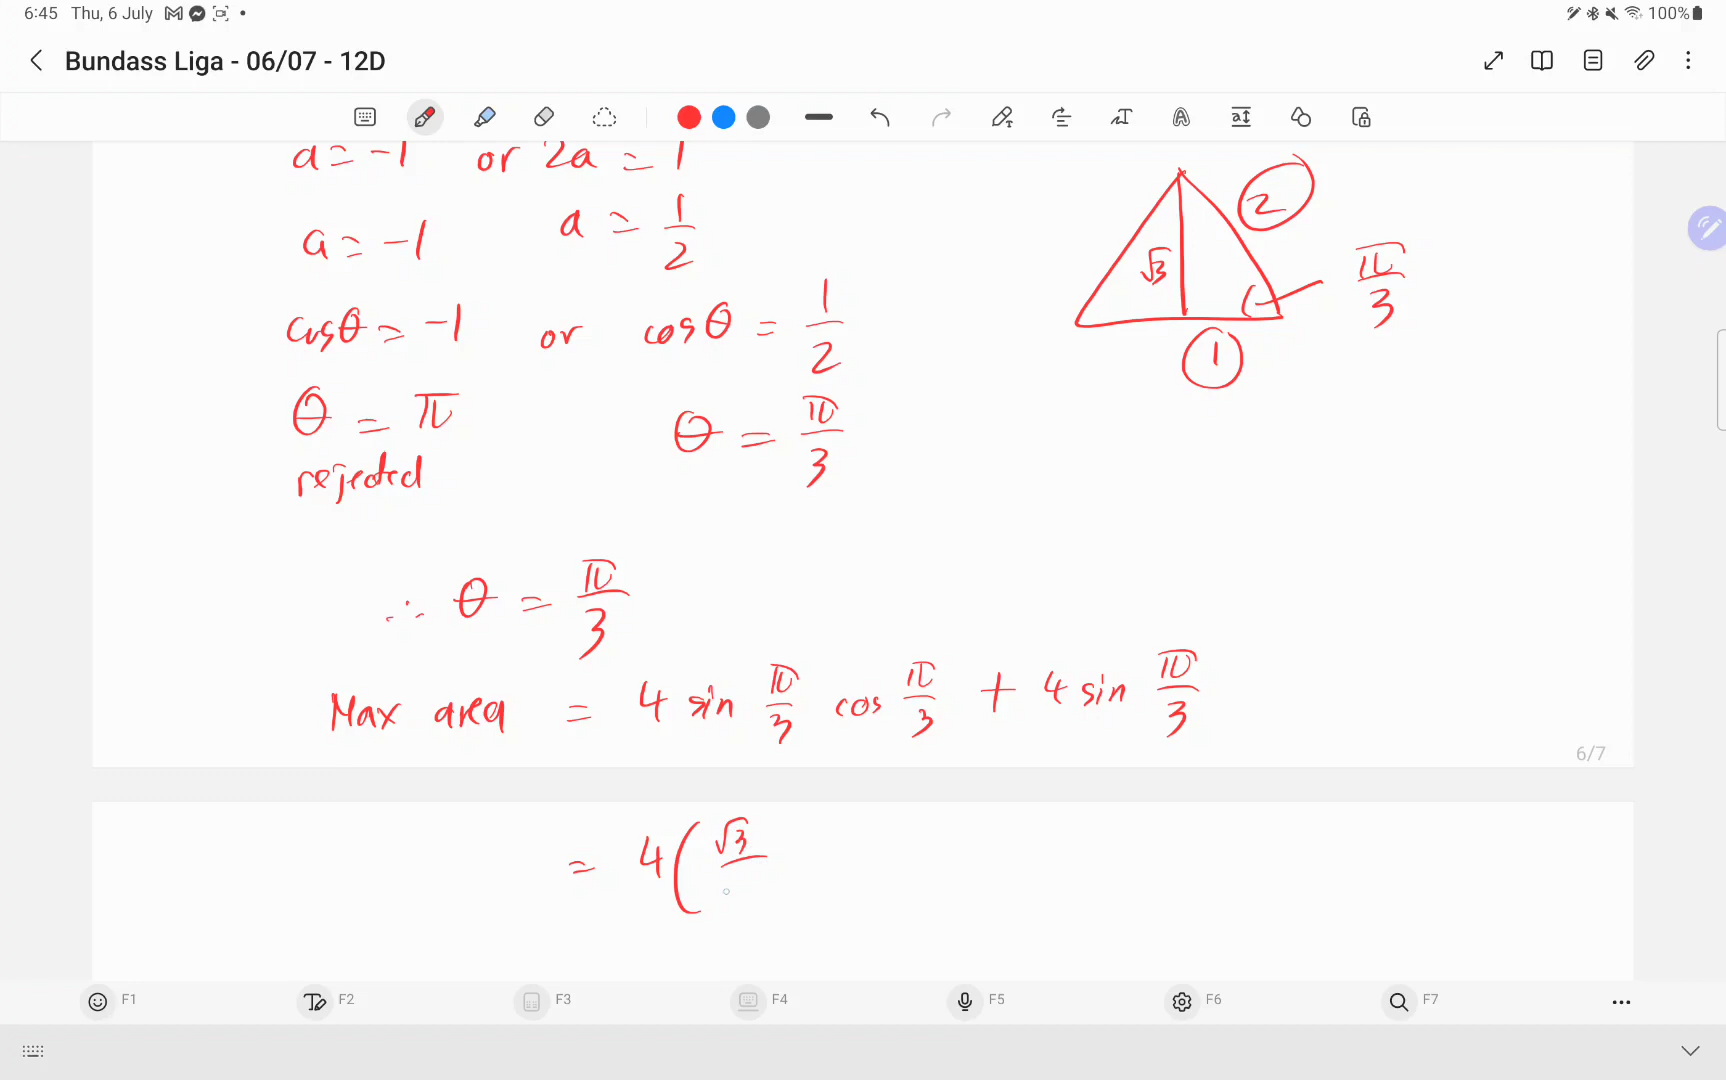 6:45 Thu, 6 July 100%
Bundass Liga - 06/07 - 12D
a = -1 or 2a = 1
a = -1 a = 1/2
cosθ = -1 or cosθ = 1/2
θ = π θ = π/3
rejected
√3 2 1 π/3
∴ θ = π/3
Max area = 4 sin π/3 cos π/3 + 4 sin π/3
6/7
= 4 ( √3
F1 F2 F3 F4 F5 F6 F7